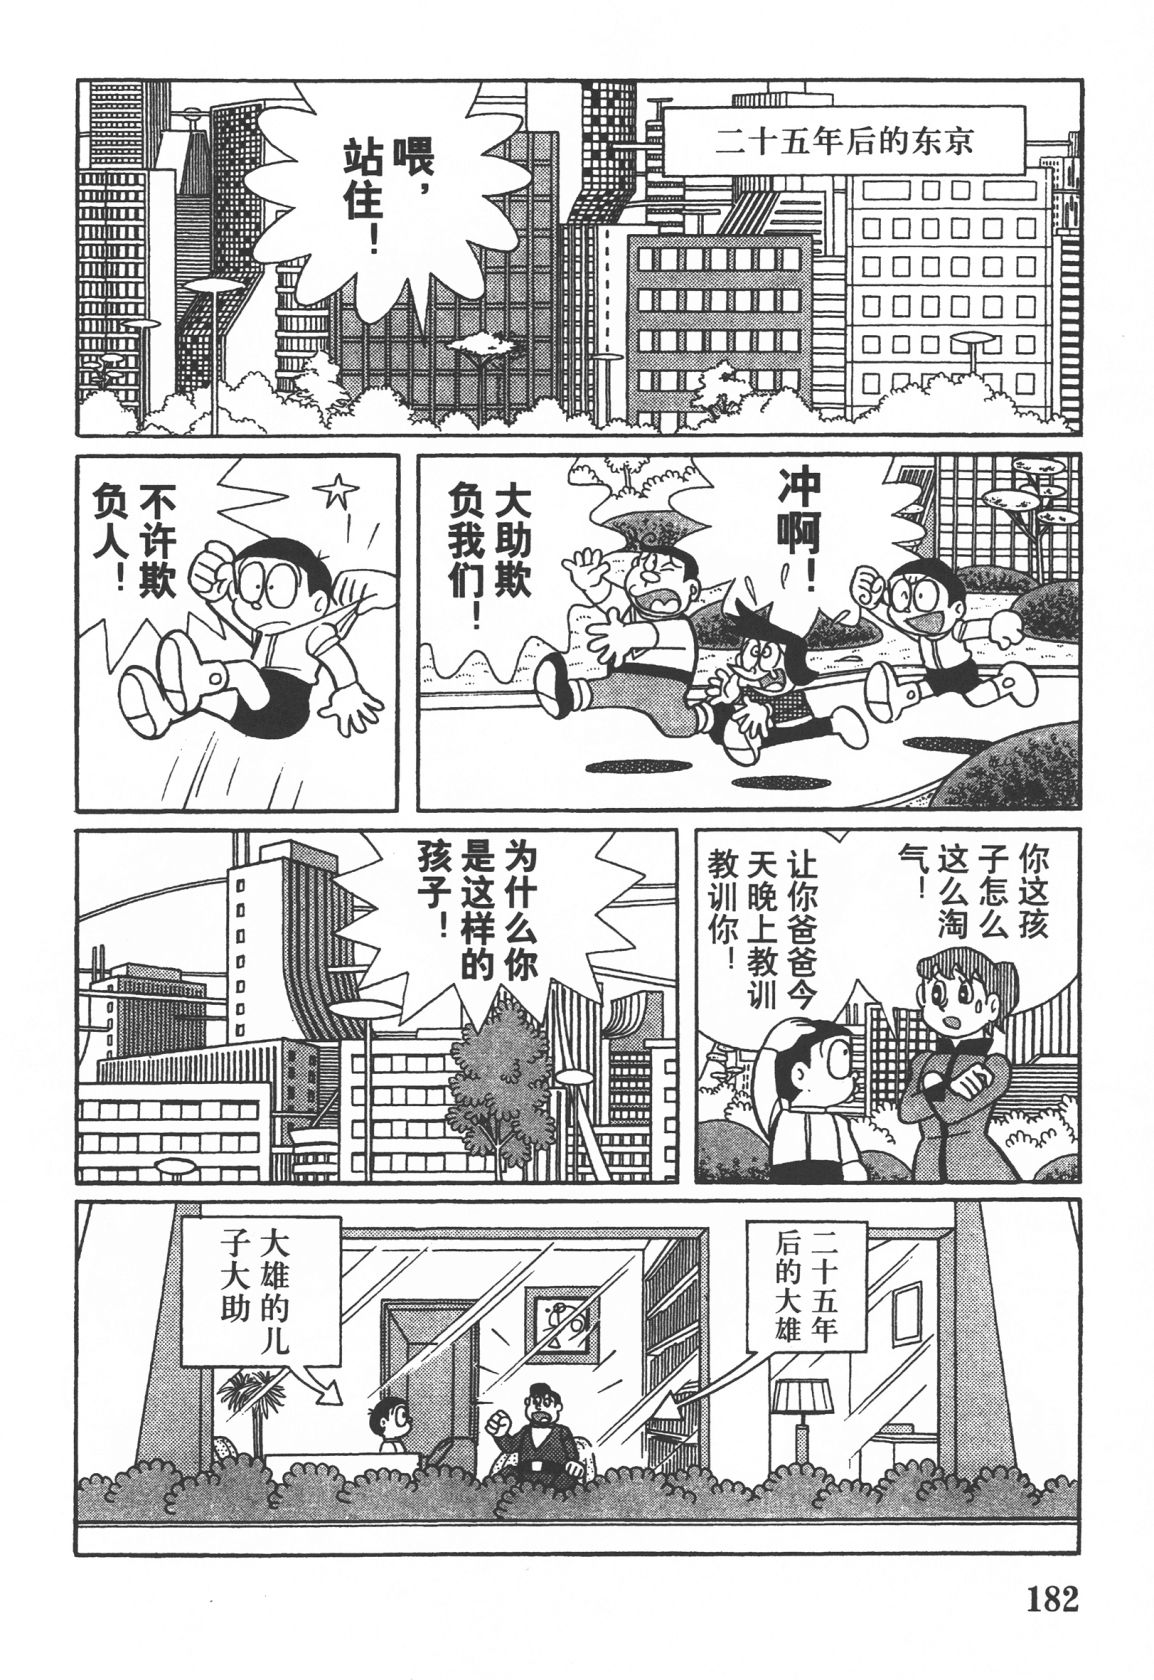 二十五年后的东京
喂，
站住！
冲啊！
大助欺
负我们！
不许欺
负人！
你这孩
子怎么
这么淘
气！
让你爸爸今
天晚上教训
教训你！
为什么你
是这样的
孩子！
二十五年
后的大雄
大雄的儿
子大助
182